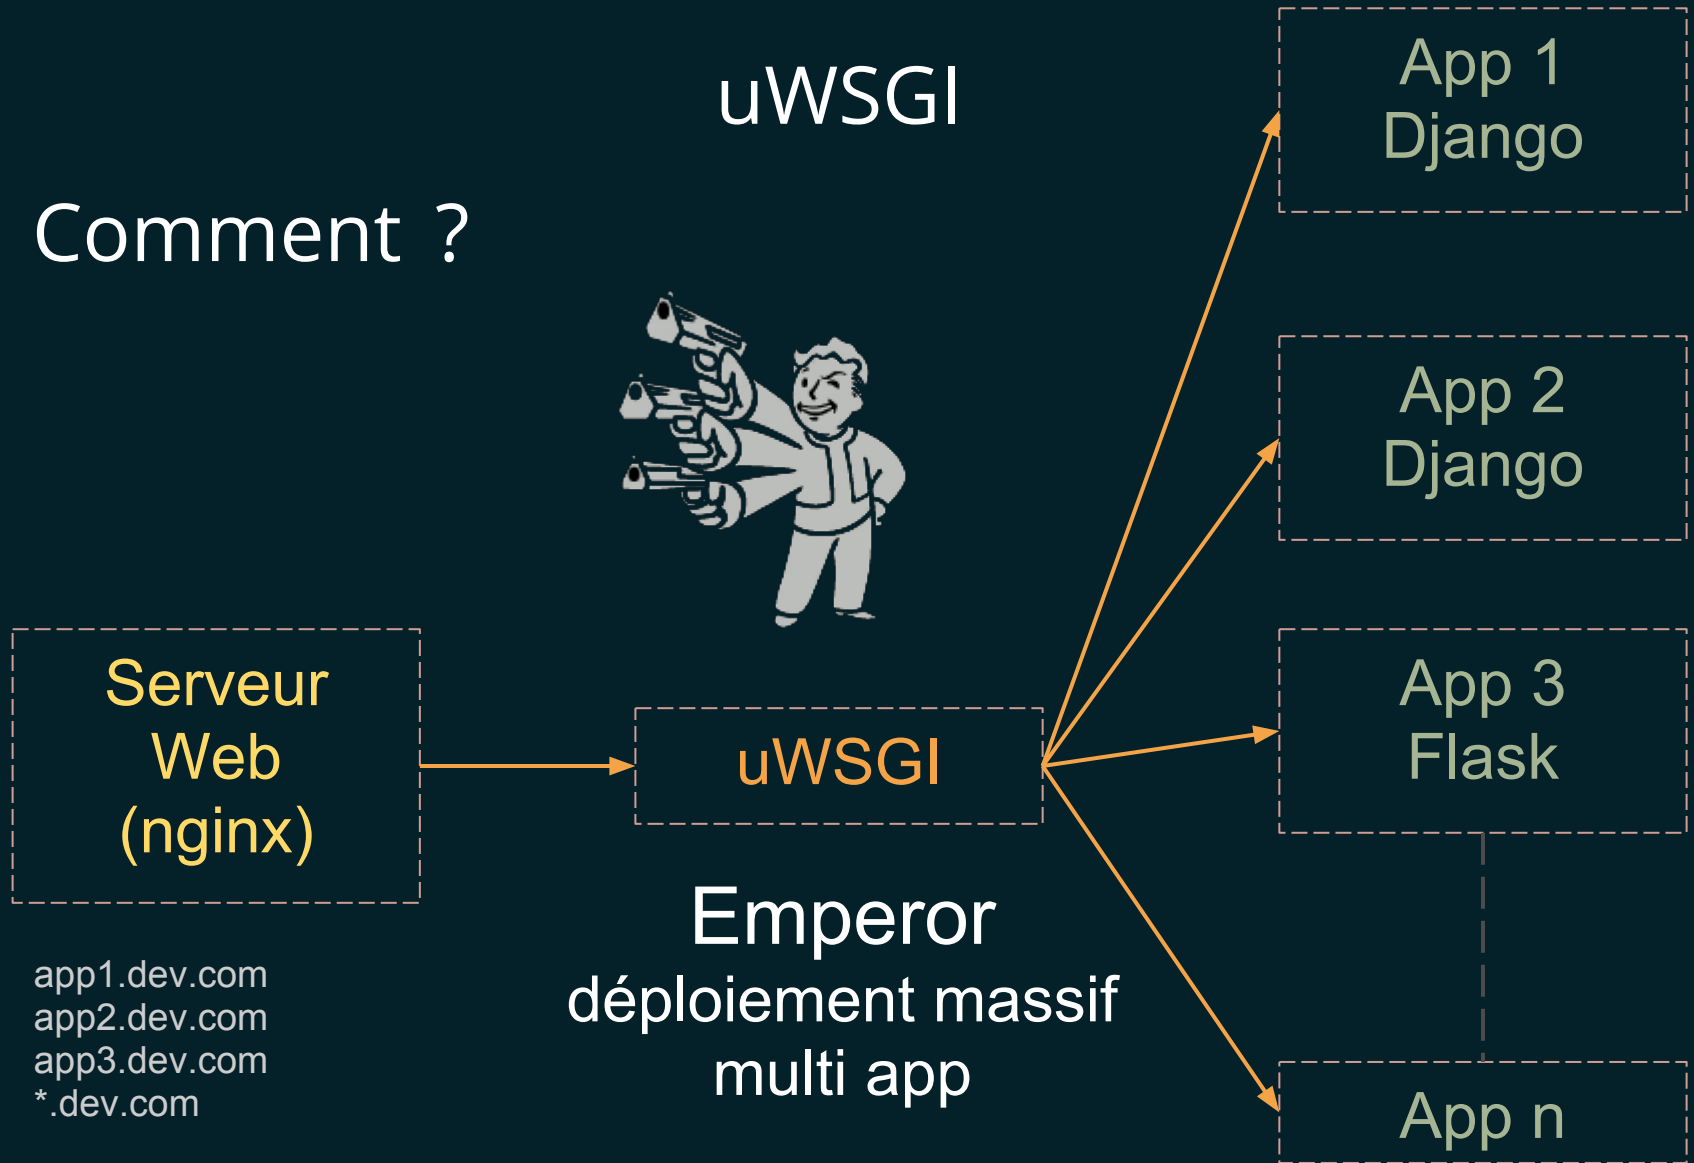 uWSGI
Comment ?
App 1
Django
App 2
Django
App 3
Flask
App n
Serveur
Web
(nginx)
uWSGI
Emperor
déploiement massif
multi app
app1.dev.com
app2.dev.com
app3.dev.com
*.dev.com